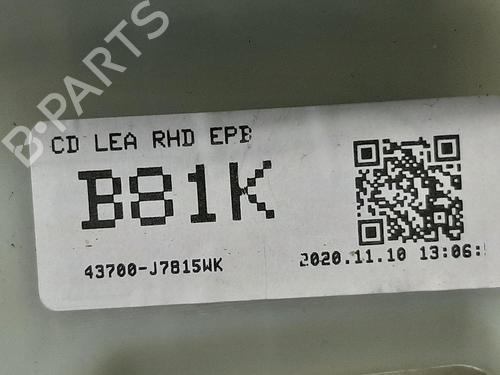 B-PARTS
CD LEA RHD EPB
B81K
43700-J7815WK
2020.11.10 13:06: